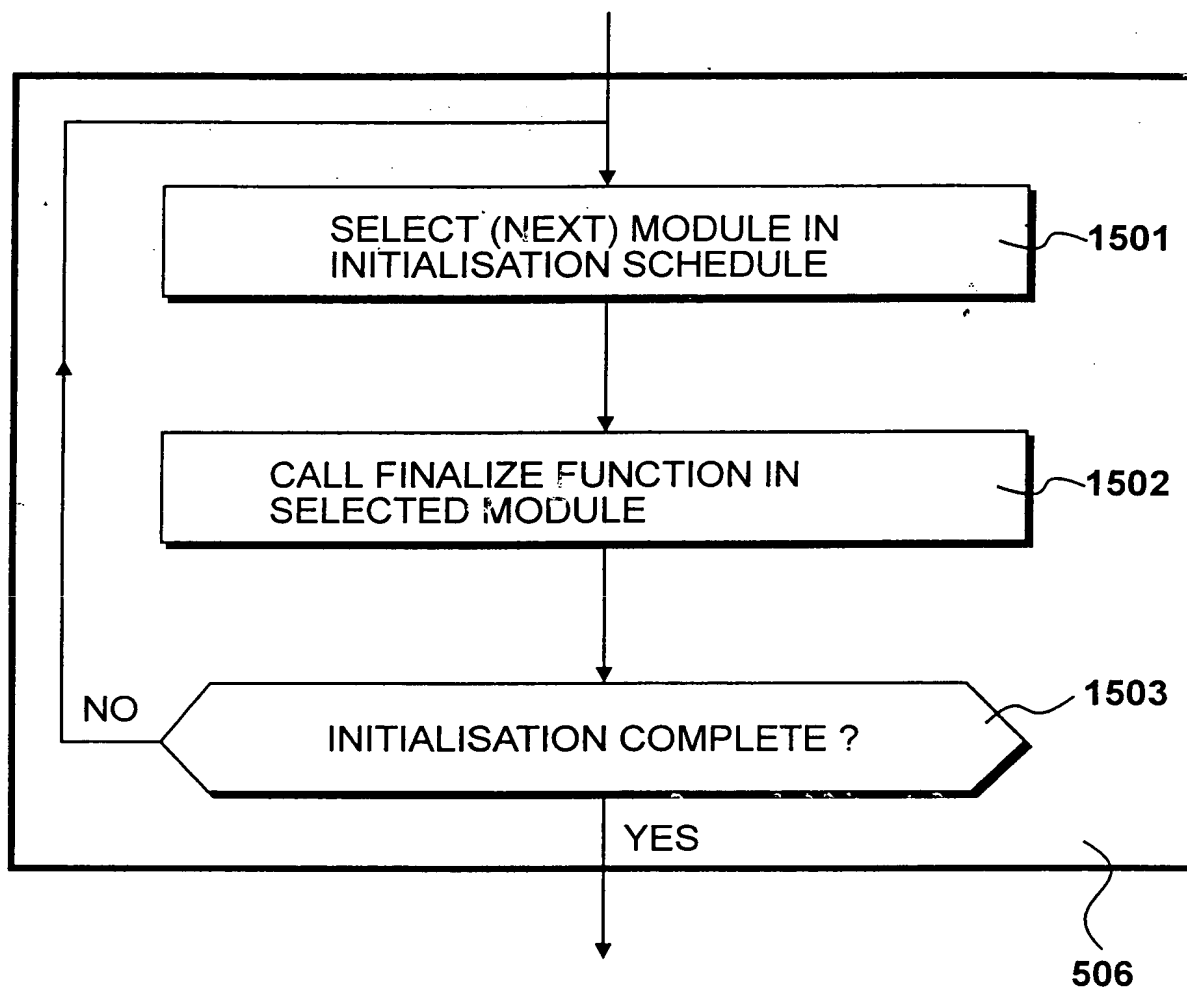 SELECT (NEXT) MODULE IN
INITIALISATION SCHEDULE
1501
CALL FINALIZE FUNCTION IN
SELECTED MODULE
1502
1503
NO
INITIALISATION COMPLETE ?
YES
506